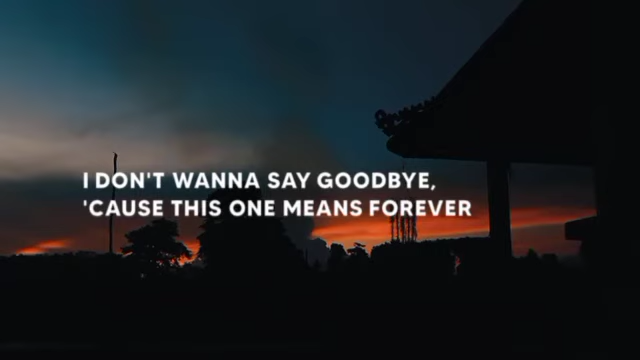 I DON'T WANNA SAY GOODBYE,
'CAUSE THIS ONE MEANS FOREVER